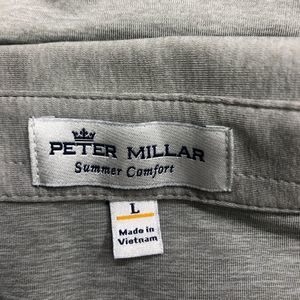 PETER MILLAR
Summer Comfort
L
Made in
Vietnam